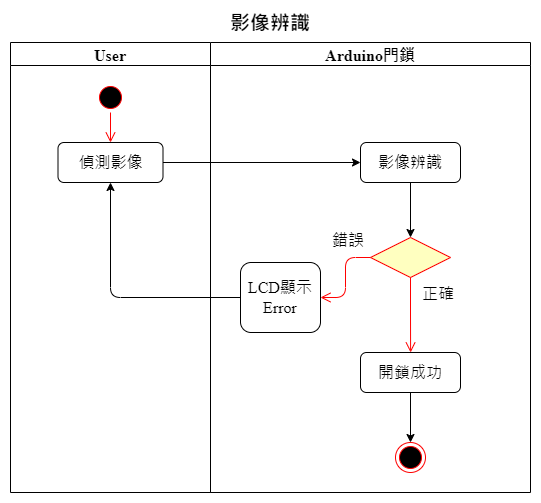 影像辨識
User
Arduino門鎖
偵測影像
影像辨識
錯誤
正確
LCD顯示
Error
開鎖成功